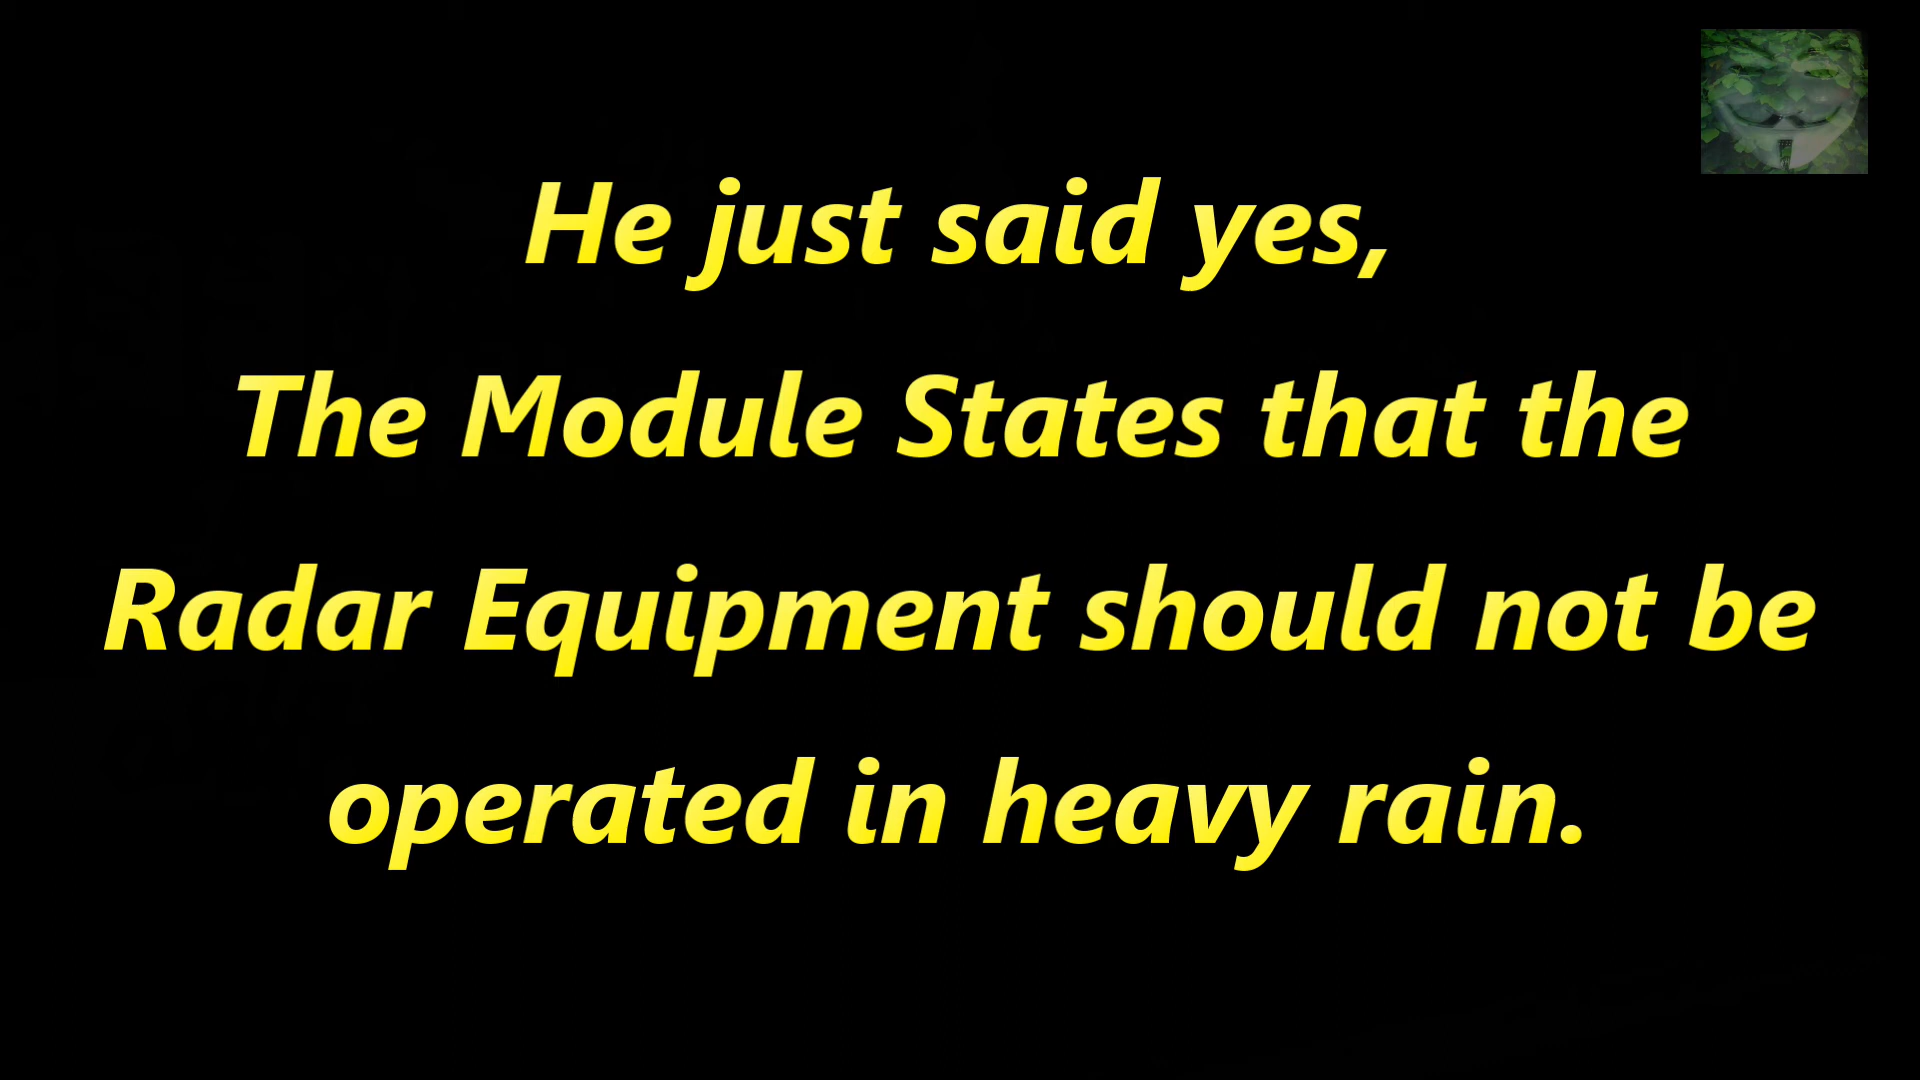 He just said yes,
The Module States that the
Radar Equipment should not be
operated in heavy rain.